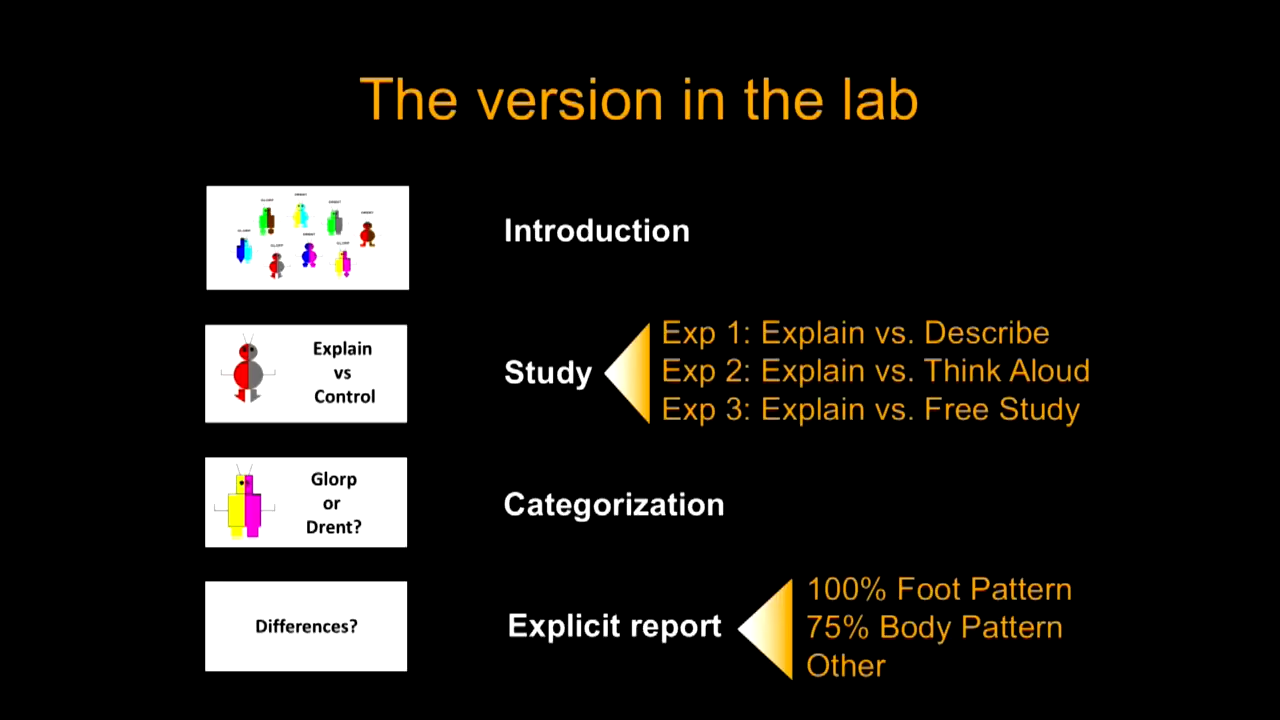 The version in the lab
Introduction
Explain
vs
Control
Study
Exp 1: Explain vs. Describe
Exp 2: Explain vs. Think Aloud
Exp 3: Explain vs. Free Study
Glorp
or
Drent?
Categorization
Differences?
Explicit report
100% Foot Pattern
75% Body Pattern
Other